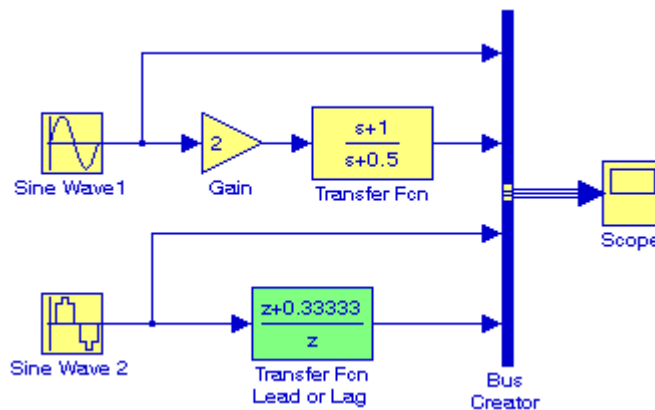 Sine Wave1
2
Gain
s+1
s+0.5
Transfer Fcn
Scope
Sine Wave 2
z+0.33333
z
Transfer Fcn
Lead or Lag
Bus
Creator